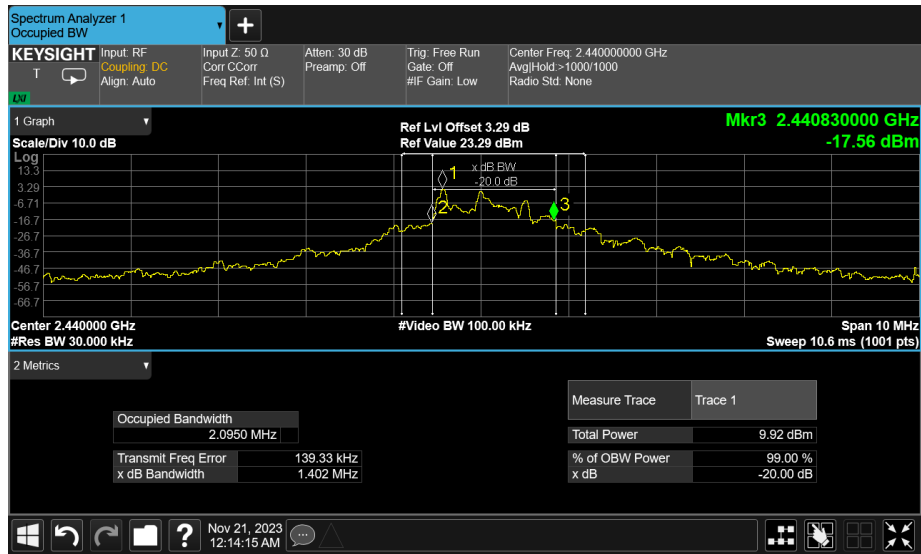 Spectrum Analyzer 1
Occupied BW
KEYSIGHT
T
LXI
Input: RF
Coupling: DC
Align: Auto
Input Z: 50 Ω
Corr CCorr
Freq Ref: Int (S)
Atten: 30 dB
Preamp: Off
Trig: Free Run
Gate: Off
#IF Gain: Low
Center Freq: 2.440000000 GHz
Avg|Hold:>1000/1000
Radio Std: None
1 Graph
Scale/Div 10.0 dB
Ref Lvl Offset 3.29 dB
Ref Value 23.29 dBm
Mkr3 2.440830000 GHz
-17.56 dBm
Log
13.3
3.29
-6.71
-16.7
-26.7
-36.7
-46.7
-56.7
-66.7
1
x dB BW
-20.0 dB
2
3
Center 2.440000 GHz
#Video BW 100.00 kHz
Span 10 MHz
#Res BW 30.000 kHz
Sweep 10.6 ms (1001 pts)
2 Metrics
Occupied Bandwidth
2.0950 MHz
Transmit Freq Error 139.33 kHz
x dB Bandwidth 1.402 MHz
Measure Trace Trace 1
Total Power 9.92 dBm
% of OBW Power 99.00 %
x dB -20.00 dB
?
Nov 21, 2023
12:14:15 AM